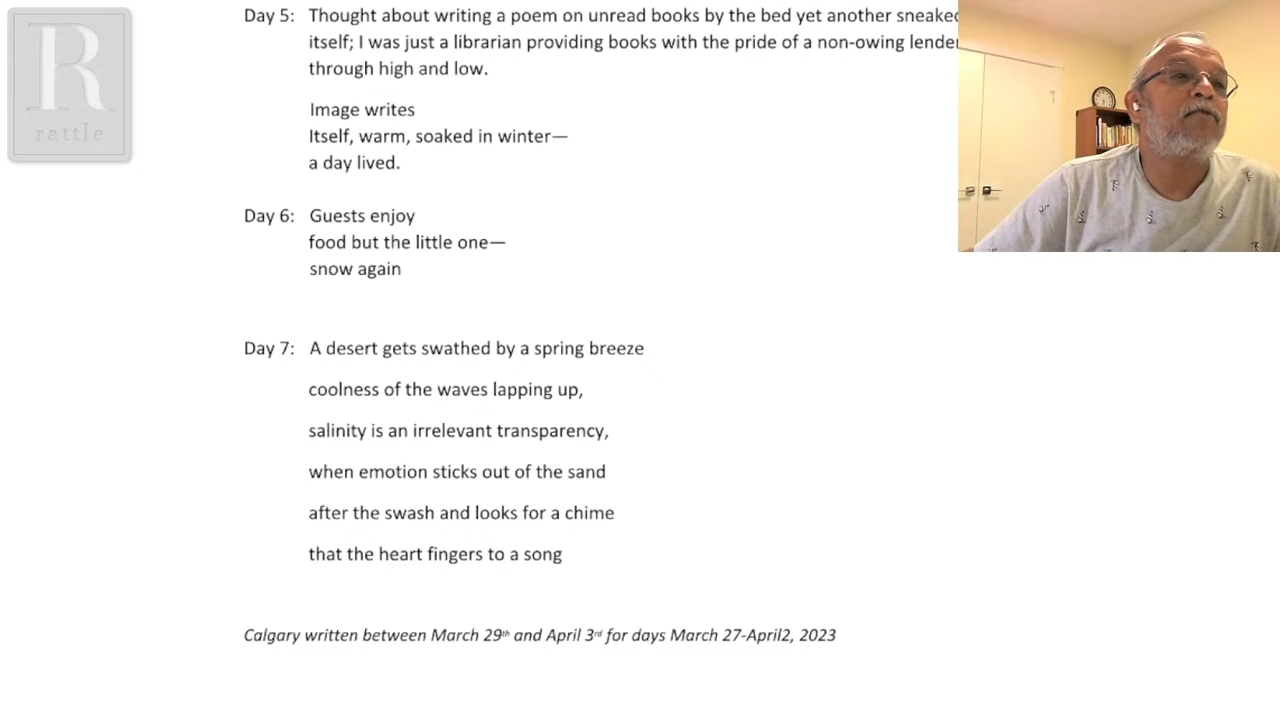 R
rattle
Day 5: Thought about writing a poem on unread books by the bed yet another sneaked
itself; I was just a librarian providing books with the pride of a non-owing lender
through high and low.
Image writes
Itself, warm, soaked in winter—
a day lived.
Day 6: Guests enjoy
food but the little one—
snow again
Day 7: A desert gets swathed by a spring breeze
coolness of the waves lapping up,
salinity is an irrelevant transparency,
when emotion sticks out of the sand
after the swash and looks for a chime
that the heart fingers to a song
Calgary written between March 29th and April 3rd for days March 27-April2, 2023